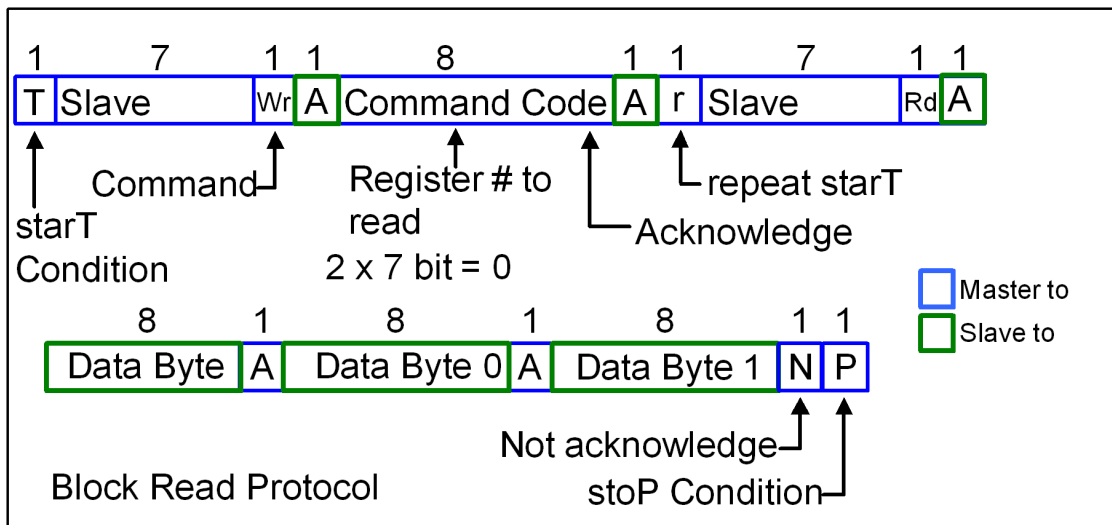 1 7 1 1 8 1 1 7 1 1
T Slave Wr A Command Code A r Slave Rd A
Command
Register # to
read
2 x 7 bit = 0
repeat starT
Acknowledge
starT
Condition
Master to
Slave to
8 1 8 1 8 1 1
Data Byte A Data Byte 0 A Data Byte 1 N P
Not acknowledge
stoP Condition
Block Read Protocol